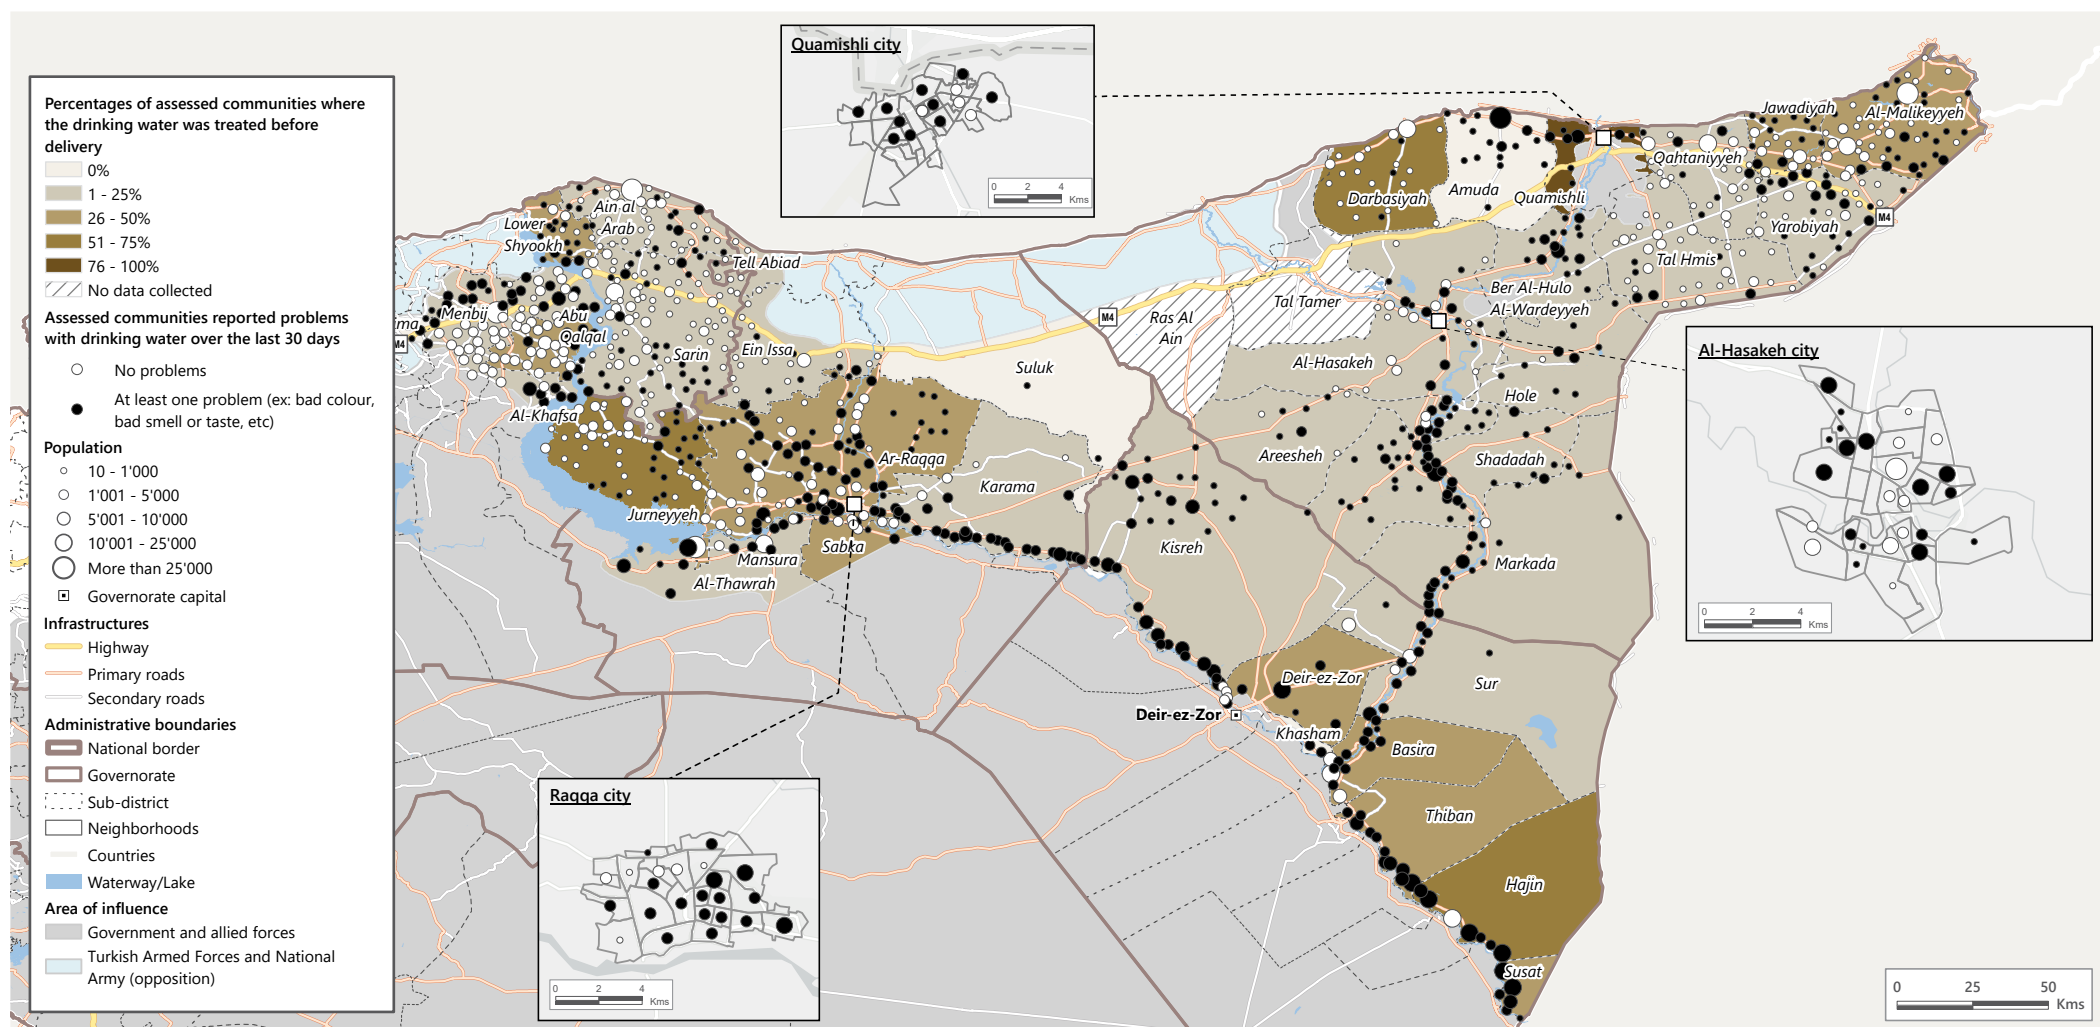 Percentages of assessed communities where
the drinking water was treated before
delivery
0%
1 - 25%
26 - 50%
51 - 75%
76 - 100%
No data collected
Assessed communities reported problems
with drinking water over the last 30 days
No problems
At least one problem (ex: bad colour,
bad smell or taste, etc)
Population
10 - 1'000
1'001 - 5'000
5'001 - 10'000
10'001 - 25'000
More than 25'000
Governorate capital
Infrastructures
Highway
Primary roads
Secondary roads
Administrative boundaries
National border
Governorate
Sub-district
Neighborhoods
Countries
Waterway/Lake
Area of influence
Government and allied forces
Turkish Armed Forces and National
Army (opposition)
Quamishli city
0 2 4
Kms
Jawadiyah
Al-Malikeyyeh
Qahtaniyyeh
Darbasiyah
Amuda
Quamishli
M4
Yarobiyah
Tal Hmis
Lower
Shyookh
Ain al
Arab
Tell Abiad
Menbij
Abu
Qalqal
M4
Sarin
Ein Issa
Al-Khafsa
M4
Ras Al
Ain
Tal Tamer
Ber Al-Hulo
Al-Wardeyyeh
Suluk
Al-Hasakeh
Hole
Areesheh
Shadadah
Ar-Raqqa
Karama
Jurneyyeh
Mansura
Sabka
Al-Thawrah
Kisreh
Markada
Deir-ez-Zor
Deir-ez-Zor
Khasham
Sur
Basira
Thiban
Hajin
Susat
Al-Hasakeh city
0 2 4
Kms
Raqqa city
0 2 4
Kms
0 25 50
Kms